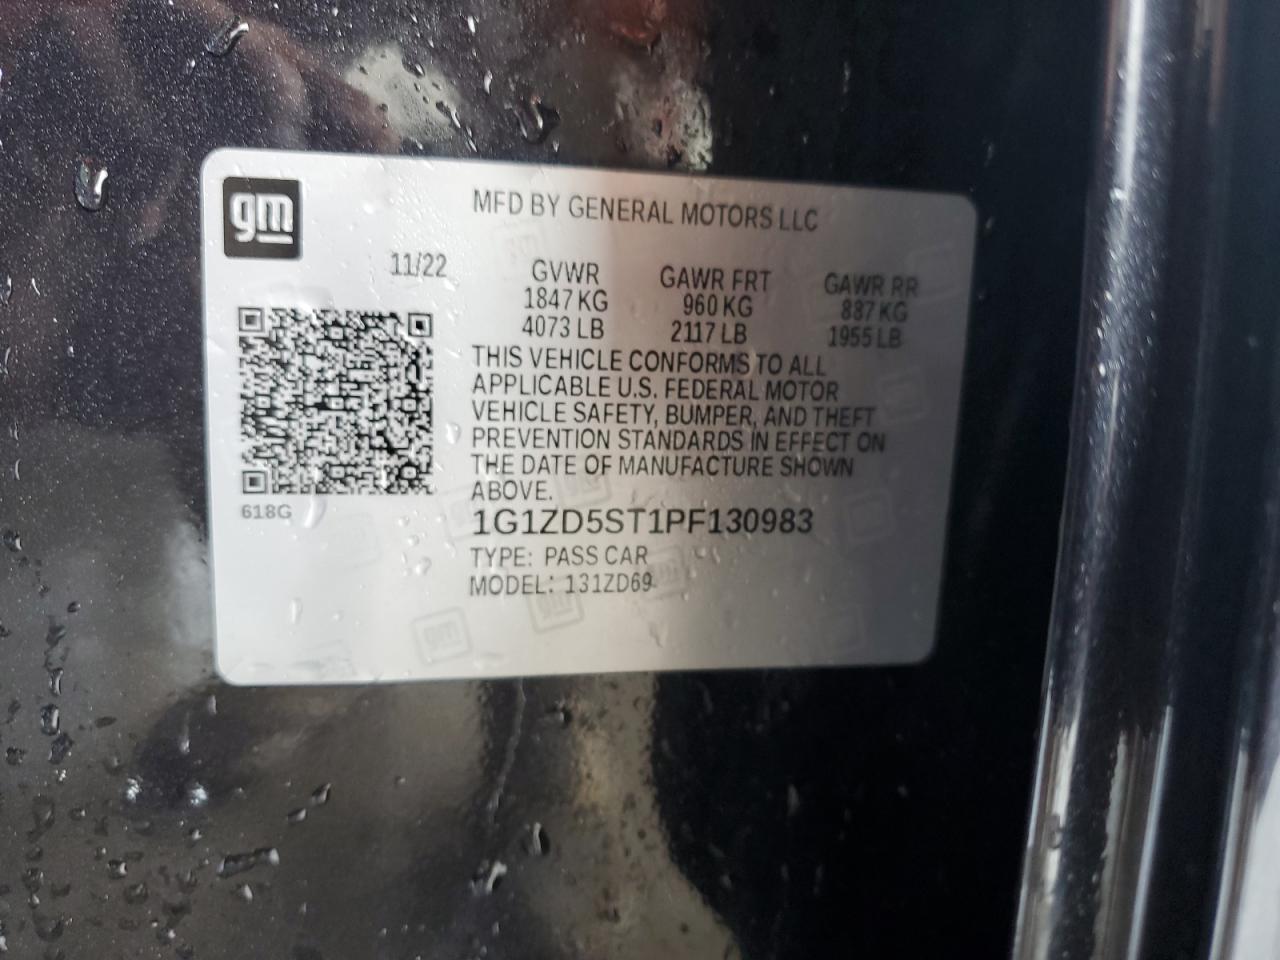 gm
MFD BY GENERAL MOTORS LLC
11/22
GVWR
1847 KG
4073 LB
GAWR FRT
960 KG
2117 LB
GAWR RR
887 KG
1955 LB
THIS VEHICLE CONFORMS TO ALL
APPLICABLE U.S. FEDERAL MOTOR
VEHICLE SAFETY, BUMPER, AND THEFT
PREVENTION STANDARDS IN EFFECT ON
THE DATE OF MANUFACTURE SHOWN
ABOVE.
618G
1G1ZD5ST1PF130983
TYPE: PASS CAR
MODEL: 131ZD69